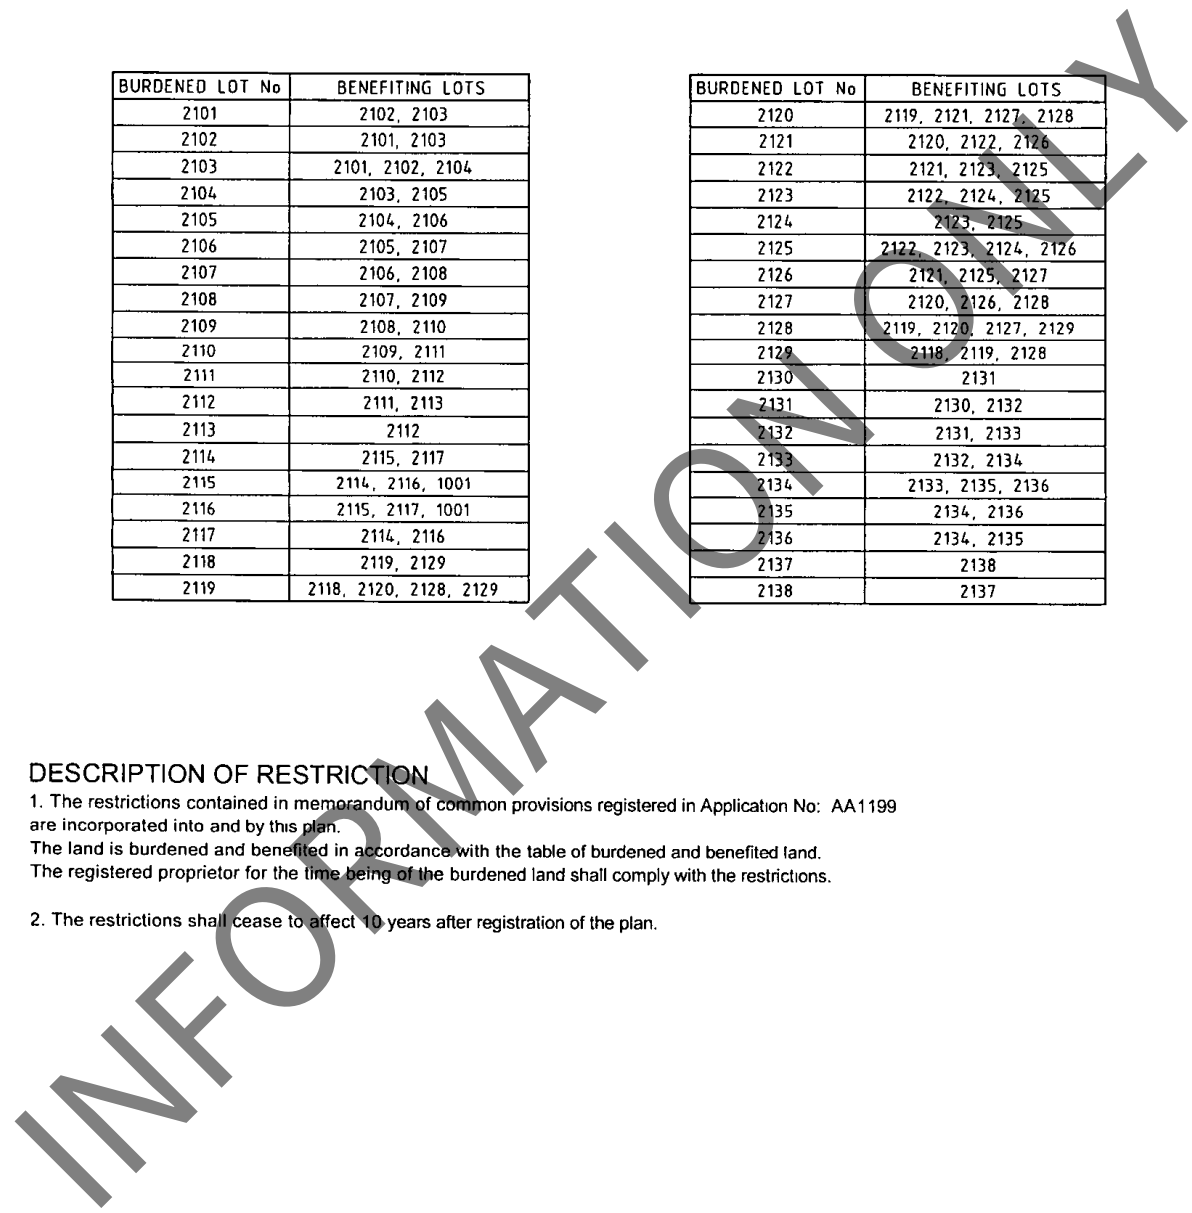 BURDENED LOT No BENEFITING LOTS
2101 2102, 2103
2102 2101, 2103
2103 2101, 2102, 2104
2104 2103, 2105
2105 2104, 2106
2106 2105, 2107
2107 2106, 2108
2108 2107, 2109
2109 2108, 2110
2110 2109, 2111
2111 2110, 2112
2112 2111, 2113
2113 2112
2114 2115, 2117
2115 2114, 2116, 1001
2116 2115, 2117, 1001
2117 2114, 2116
2118 2119, 2129
2119 2118, 2120, 2128, 2129
BURDENED LOT No BENEFITING LOTS
2120 2119, 2121, 2127, 2128
2121 2120, 2122, 2126
2122 2121, 2123, 2125
2123 2122, 2124, 2125
2124 2123, 2125
2125 2122, 2123, 2124, 2126
2126 2121, 2125, 2127
2127 2120, 2126, 2128
2128 2119, 2120, 2127, 2129
2129 2118, 2119, 2128
2130 2131
2131 2130, 2132
2132 2131, 2133
2133 2132, 2134
2134 2133, 2135, 2136
2135 2134, 2136
2136 2134, 2135
2137 2138
2138 2137
DESCRIPTION OF RESTRICTION
1. The restrictions contained in memorandum of common provisions registered in Application No: AA1199
are incorporated into and by this plan.
The land is burdened and benefited in accordance with the table of burdened and benefited land.
The registered proprietor for the time being of the burdened land shall comply with the restrictions.
2. The restrictions shall cease to affect 10 years after registration of the plan.
INFORMATION ONLY